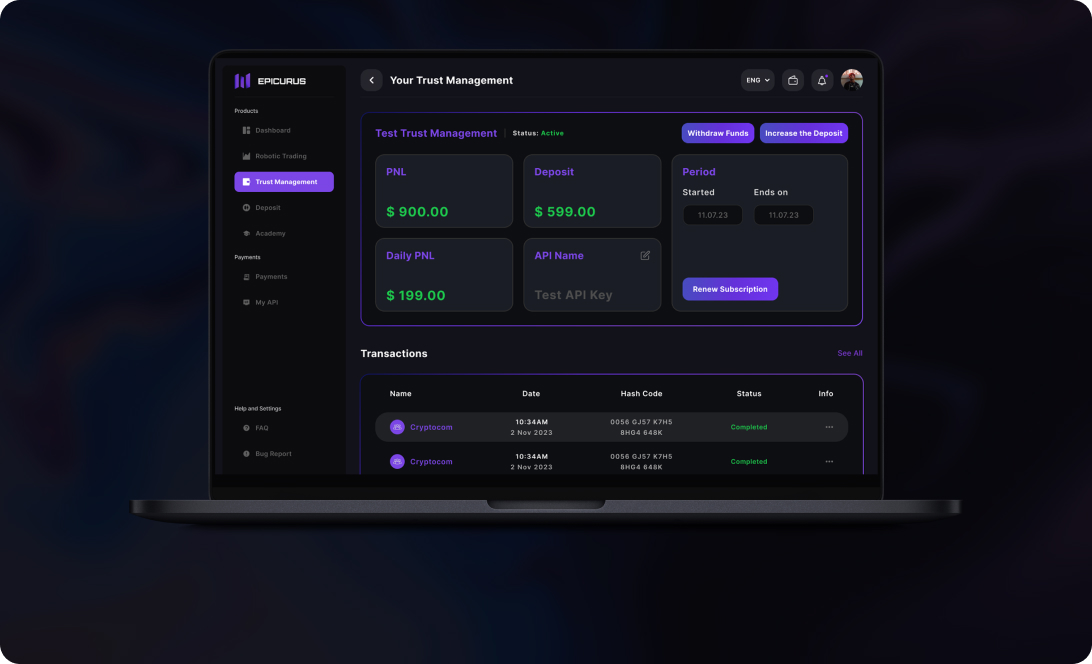 EPICURUS
Products
Dashboard
Robotic Trading
Trust Management
Deposit
Academy
Payments
Payments
My API
Help and Settings
FAQ
Bug Report
Your Trust Management
ENG
Test Trust Management
Status: Active
Withdraw Funds
Increase the Deposit
PNL
$ 900.00
Deposit
$ 599.00
Period
Started
Ends on
11.07.23
11.07.23
Renew Subscription
Daily PNL
$ 199.00
API Name
Test API Key
Transactions
See All
Name Date Hash Code Status Info
Cryptocom
10:34AM
2 Nov 2023
0056 GJ57 K7H5
8HG4 648K
Completed
Cryptocom
10:34AM
2 Nov 2023
0056 GJ57 K7H5
8HG4 648K
Completed